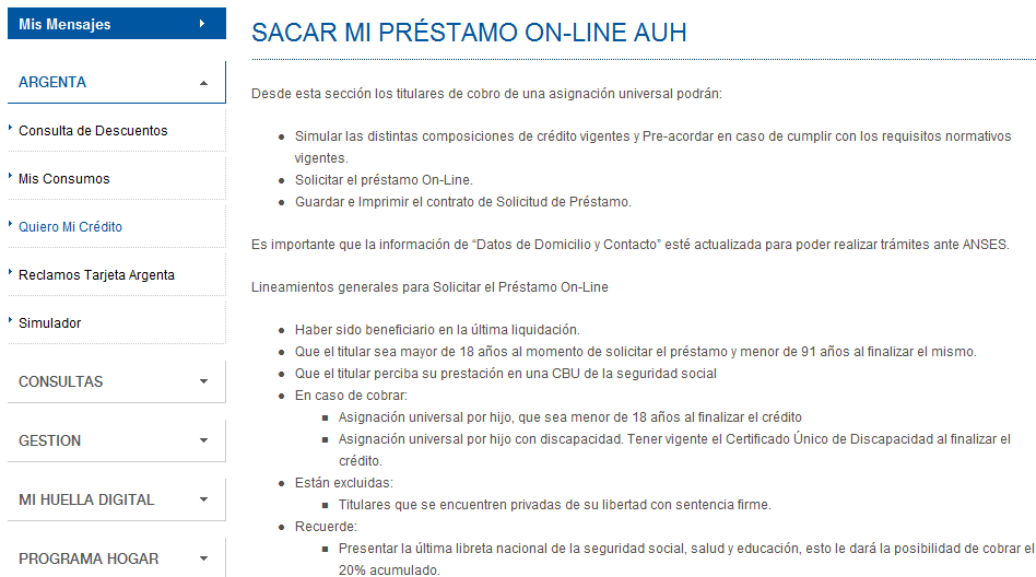 Mis Mensajes
ARGENTA
Consulta de Descuentos
Mis Consumos
Quiero Mi Crédito
Reclamos Tarjeta Argenta
Simulador
CONSULTAS
GESTION
MI HUELLA DIGITAL
PROGRAMA HOGAR
SACAR MI PRÉSTAMO ON-LINE AUH
Desde esta sección los titulares de cobro de una asignación universal podrán:
● Simular las distintas composiciones de crédito vigentes y Pre-acordar en caso de cumplir con los requisitos normativos
vigentes.
● Solicitar el préstamo On-Line.
● Guardar e Imprimir el contrato de Solicitud de Préstamo.
Es importante que la información de “Datos de Domicilio y Contacto” esté actualizada para poder realizar trámites ante ANSES.
Lineamientos generales para Solicitar el Préstamo On-Line
● Haber sido beneficiario en la última liquidación.
● Que el titular sea mayor de 18 años al momento de solicitar el préstamo y menor de 91 años al finalizar el mismo.
● Que el titular perciba su prestación en una CBU de la seguridad social
● En caso de cobrar:
■ Asignación universal por hijo, que sea menor de 18 años al finalizar el crédito
■ Asignación universal por hijo con discapacidad. Tener vigente el Certificado Único de Discapacidad al finalizar el
crédito.
● Están excluidas:
■ Titulares que se encuentren privadas de su libertad con sentencia firme.
● Recuerde:
■ Presentar la última libreta nacional de la seguridad social, salud y educación, esto le dará la posibilidad de cobrar el
20% acumulado.